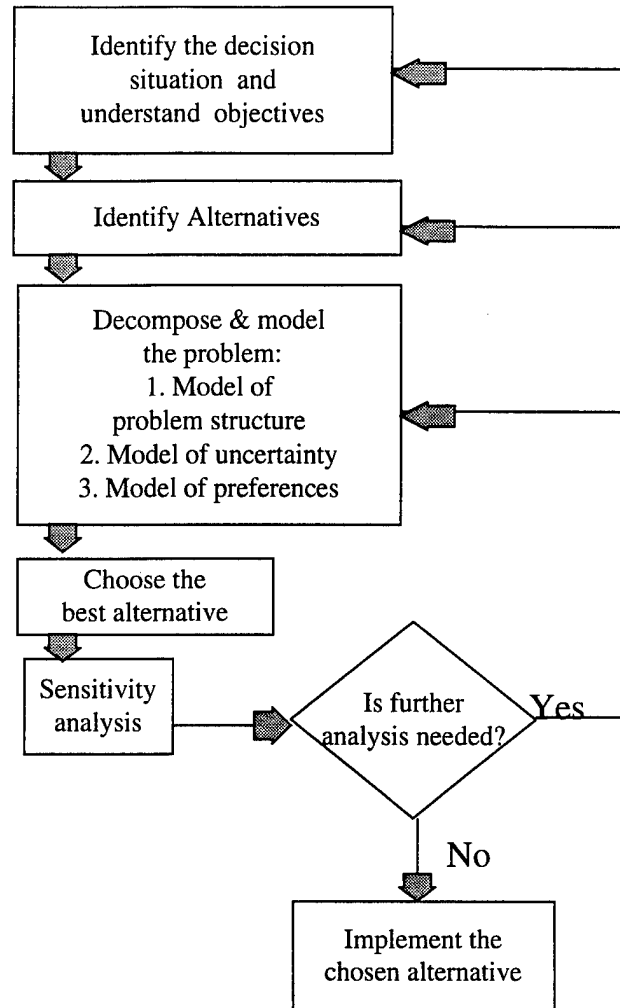 Identify the decision
situation and
understand objectives
Identify Alternatives
Decompose & model
the problem:
1. Model of
problem structure
2. Model of uncertainty
3. Model of preferences
Choose the
best alternative
Sensitivity
analysis
Is further
analysis needed?
Yes
No
Implement the
chosen alternative